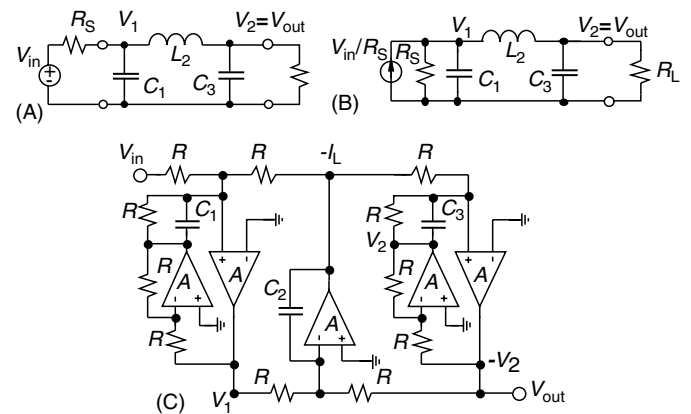 R_S V_1 V_2=V_out
V_in L_2
C_1 C_3
(A)
V_1 V_2=V_out
V_in/R_S R_S L_2
C_1 C_3 R_L
(B)
V_in R R -I_L R
R C_1 R C_3
V_2
+ - + -
R A A C_2 R A A
- + A - +
R - + R
-V_2
V_1 R R V_out
(C)